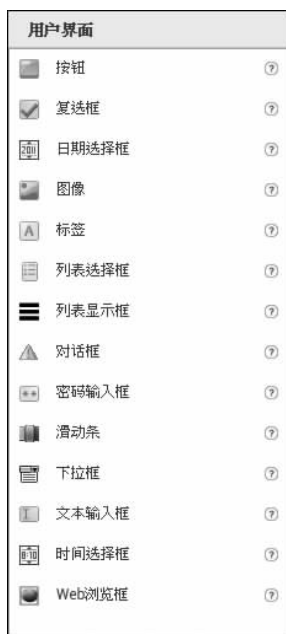 用户界面
按钮
复选框
日期选择框
图像
标签
列表选择框
列表显示框
对话框
密码输入框
滑动条
下拉框
文本输入框
时间选择框
Web浏览框